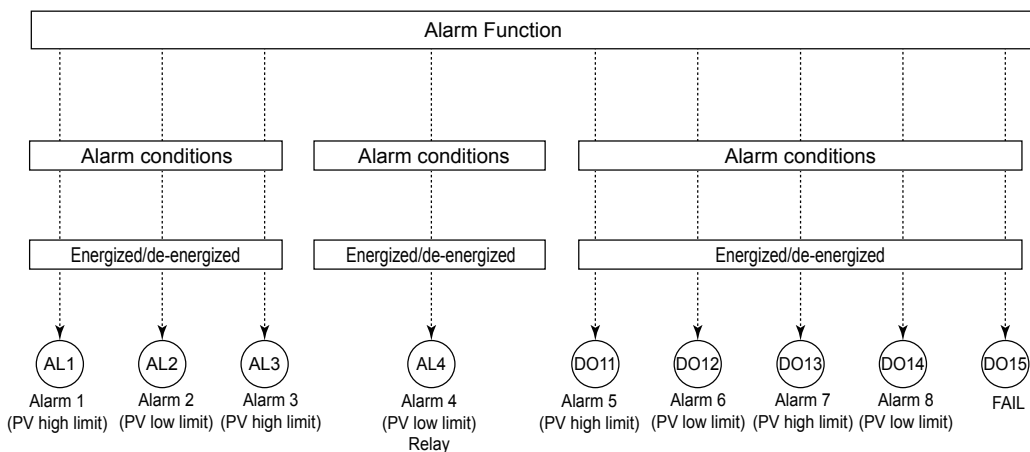 Alarm Function
Alarm conditions
Alarm conditions
Alarm conditions
Energized/de-energized
Energized/de-energized
Energized/de-energized
AL1
AL2
AL3
AL4
DO11
DO12
DO13
DO14
DO15
Alarm 1
(PV high limit)
Alarm 2
(PV low limit)
Alarm 3
(PV high limit)
Alarm 4
(PV low limit)
Relay
Alarm 5
(PV high limit)
Alarm 6
(PV low limit)
Alarm 7
(PV high limit)
Alarm 8
(PV low limit)
FAIL